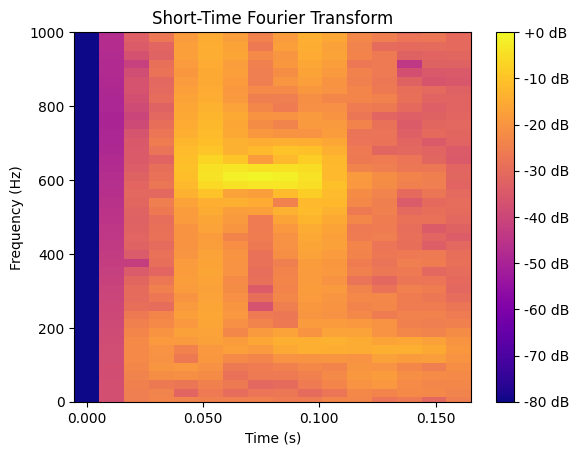 Short-Time Fourier Transform
1000
800
600
400
200
0
Frequency (Hz)
0.000
0.050
0.100
0.150
Time (s)
+0 dB
-10 dB
-20 dB
-30 dB
-40 dB
-50 dB
-60 dB
-70 dB
-80 dB